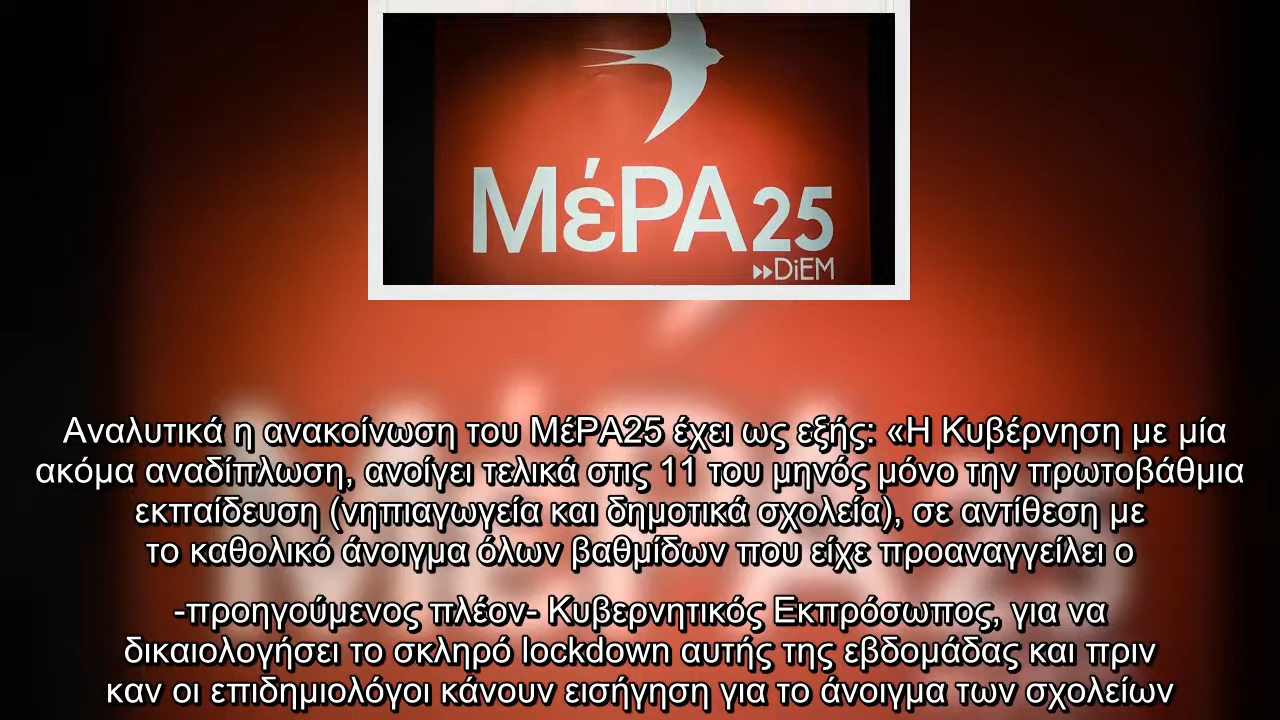 ΜέΡΑ25
DiEM
Αναλυτικά η ανακοίνωση του ΜέΡΑ25 έχει ως εξής: «Η Κυβέρνηση με μία
ακόμα αναδίπλωση, ανοίγει τελικά στις 11 του μηνός μόνο την πρωτοβάθμια
εκπαίδευση (νηπιαγωγεία και δημοτικά σχολεία), σε αντίθεση με
το καθολικό άνοιγμα όλων βαθμίδων που είχε προαναγγείλει ο
-προηγούμενος πλέον- Κυβερνητικός Εκπρόσωπος, για να
δικαιολογήσει το σκληρό lockdown αυτής της εβδομάδας και πριν
καν οι επιδημιολόγοι κάνουν εισήγηση για το άνοιγμα των σχολείων